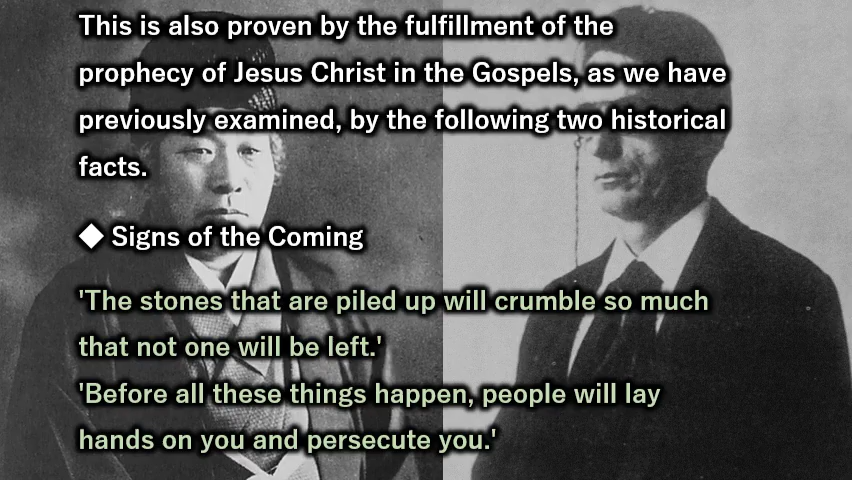 This is also proven by the fulfillment of the
prophecy of Jesus Christ in the Gospels, as we have
previously examined, by the following two historical
facts.
◆ Signs of the Coming
'The stones that are piled up will crumble so much
that not one will be left.'
'Before all these things happen, people will lay
hands on you and persecute you.'